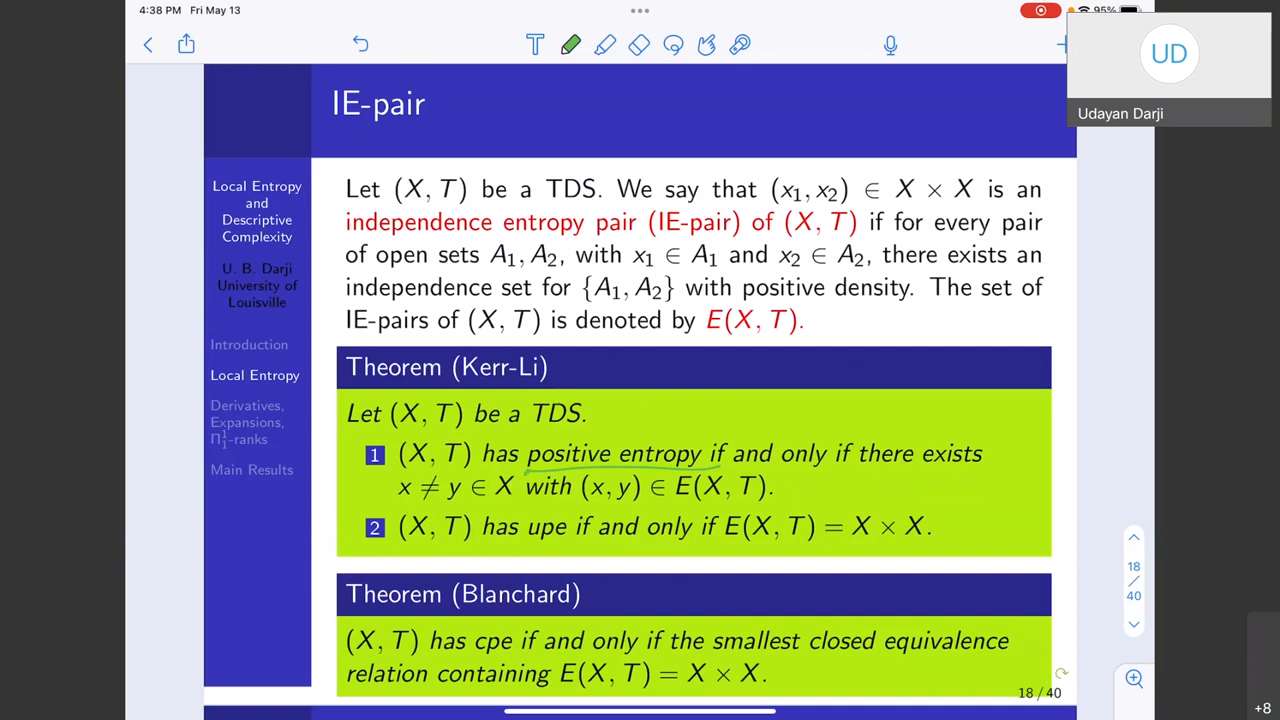 4:38 PM Fri May 13
95%
UD
Udayan Darji
IE-pair
Local Entropy
and
Descriptive
Complexity
U. B. Darji
University of
Louisville
Introduction
Local Entropy
Derivatives,
Expansions,
Π¹₁-ranks
Main Results
Let (X, T) be a TDS. We say that (x₁, x₂) ∈ X × X is an
independence entropy pair (IE-pair) of (X, T) if for every pair
of open sets A₁, A₂, with x₁ ∈ A₁ and x₂ ∈ A₂, there exists an
independence set for {A₁, A₂} with positive density. The set of
IE-pairs of (X, T) is denoted by E(X, T).
Theorem (Kerr-Li)
Let (X, T) be a TDS.
1 (X, T) has positive entropy if and only if there exists
x ≠ y ∈ X with (x, y) ∈ E(X, T).
2 (X, T) has upe if and only if E(X, T) = X × X.
Theorem (Blanchard)
(X, T) has cpe if and only if the smallest closed equivalence
relation containing E(X, T) = X × X.
18 / 40
18
/
40
+8